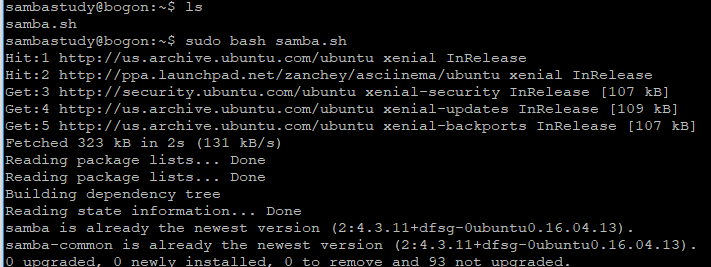 sambastudy@bogon:~$ ls
samba.sh
sambastudy@bogon:~$ sudo bash samba.sh
Hit:1 http://us.archive.ubuntu.com/ubuntu xenial InRelease
Hit:2 http://ppa.launchpad.net/zanchey/asciinema/ubuntu xenial InRelease
Get:3 http://security.ubuntu.com/ubuntu xenial-security InRelease [107 kB]
Get:4 http://us.archive.ubuntu.com/ubuntu xenial-updates InRelease [109 kB]
Get:5 http://us.archive.ubuntu.com/ubuntu xenial-backports InRelease [107 kB]
Fetched 323 kB in 2s (131 kB/s)
Reading package lists... Done
Reading package lists... Done
Building dependency tree
Reading state information... Done
samba is already the newest version (2:4.3.11+dfsg-0ubuntu0.16.04.13).
samba-common is already the newest version (2:4.3.11+dfsg-0ubuntu0.16.04.13).
0 upgraded, 0 newly installed, 0 to remove and 93 not upgraded.